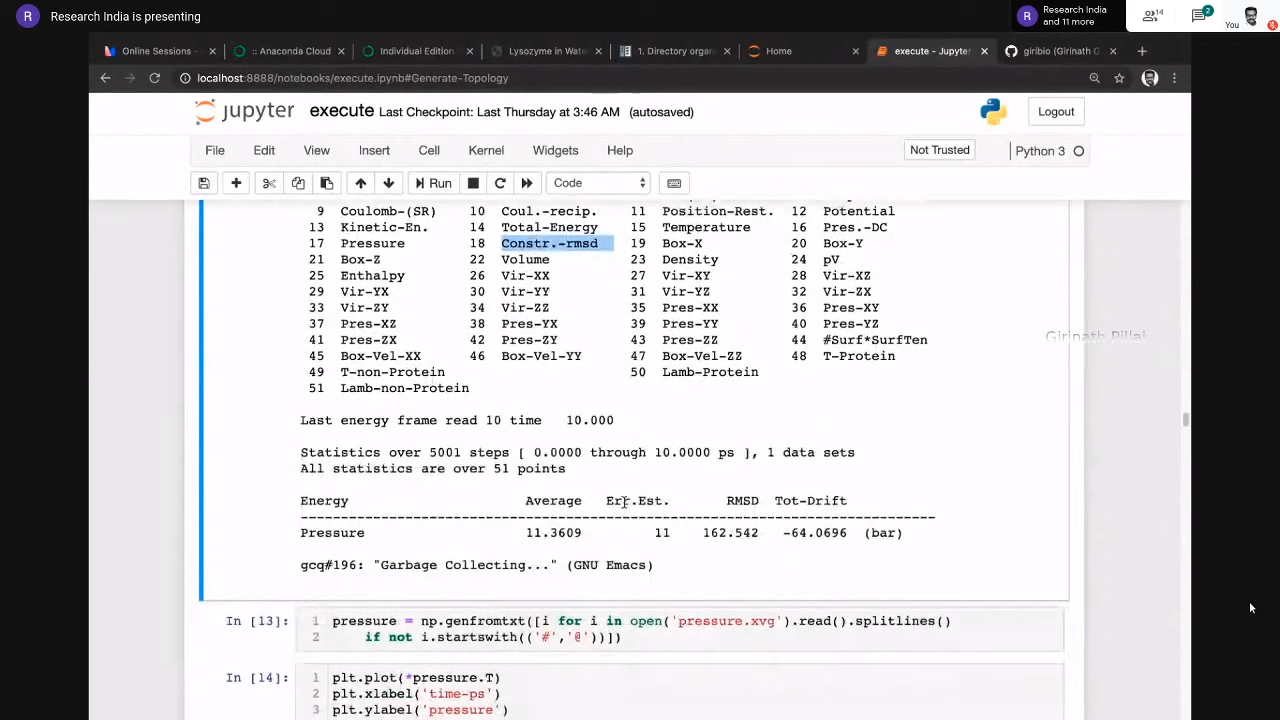 R Research India is presenting
R Research India and 11 more
14
2
You
Online Sessions -
:: Anaconda Cloud
Individual Edition
Lysozyme in Wate
1. Directory organ
Home
execute - Jupyter
giribio (Girinath G
localhost:8888/notebooks/execute.ipynb#Generate-Topology
jupyter execute Last Checkpoint: Last Thursday at 3:46 AM (autosaved)
Logout
File Edit View Insert Cell Kernel Widgets Help
Not Trusted
Python 3
Run
Code
9 Coulomb-(SR) 10 Coul.-recip. 11 Position-Rest. 12 Potential
13 Kinetic-En. 14 Total-Energy 15 Temperature 16 Pres.-DC
17 Pressure 18 Constr.-rmsd 19 Box-X 20 Box-Y
21 Box-Z 22 Volume 23 Density 24 pV
25 Enthalpy 26 Vir-XX 27 Vir-XY 28 Vir-XZ
29 Vir-YX 30 Vir-YY 31 Vir-YZ 32 Vir-ZX
33 Vir-ZY 34 Vir-ZZ 35 Pres-XX 36 Pres-XY
37 Pres-XZ 38 Pres-YX 39 Pres-YY 40 Pres-YZ
41 Pres-ZX 42 Pres-ZY 43 Pres-ZZ 44 #Surf*SurfTen
45 Box-Vel-XX 46 Box-Vel-YY 47 Box-Vel-ZZ 48 T-Protein
49 T-non-Protein 50 Lamb-Protein
51 Lamb-non-Protein
Girinath Pillai
Last energy frame read 10 time 10.000
Statistics over 5001 steps [ 0.0000 through 10.0000 ps ], 1 data sets
All statistics are over 51 points
Energy Average Err.Est. RMSD Tot-Drift
-------------------------------------------------------------------------------
Pressure 11.3609 11 162.542 -64.0696 (bar)
gcq#196: "Garbage Collecting..." (GNU Emacs)
In [13]: 1 pressure = np.genfromtxt([i for i in open('pressure.xvg').read().splitlines()
2 if not i.startswith(('#','@'))])
In [14]: 1 plt.plot(*pressure.T)
2 plt.xlabel('time-ps')
3 plt.ylabel('pressure')